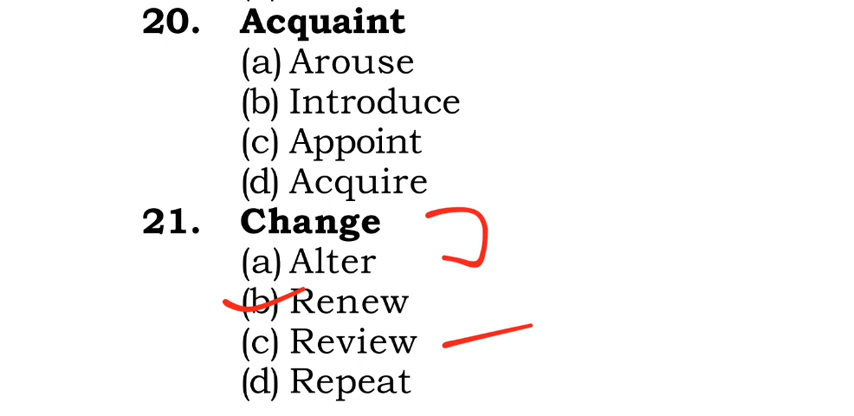 20. Acquaint
(a) Arouse
(b) Introduce
(c) Appoint
(d) Acquire
21. Change
(a) Alter
(b) Renew
(c) Review
(d) Repeat